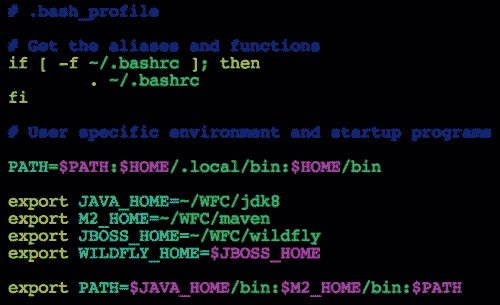 # .bash_profile
# Get the aliases and functions
if [ -f ~/.bashrc ]; then
. ~/.bashrc
fi
# User specific environment and startup programs
PATH=$PATH:$HOME/.local/bin:$HOME/bin
export JAVA_HOME=~/WFC/jdk8
export M2_HOME=~/WFC/maven
export JBOSS_HOME=~/WFC/wildfly
export WILDFLY_HOME=$JBOSS_HOME
export PATH=$JAVA_HOME/bin:$M2_HOME/bin:$PATH